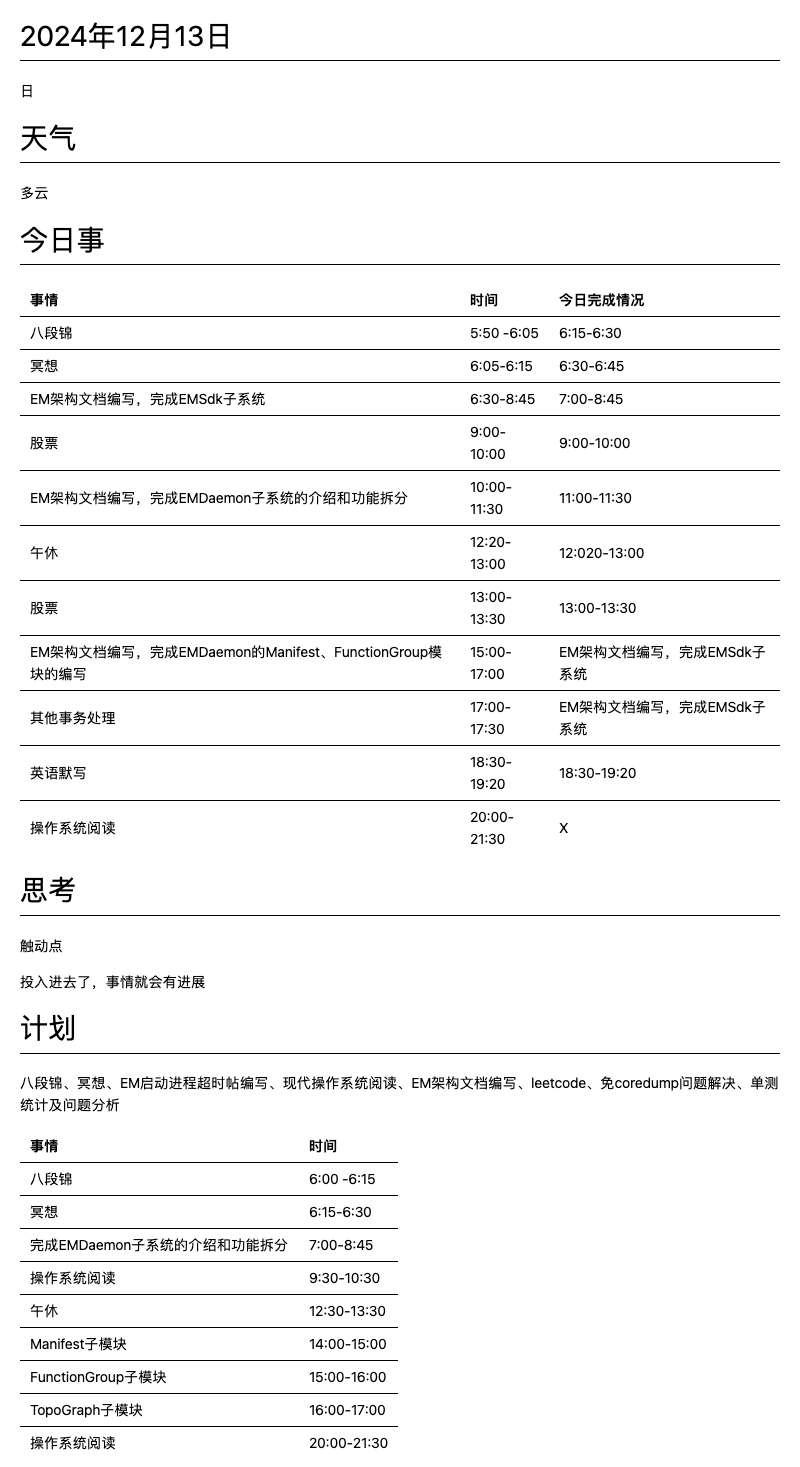 2024年12月13日
日
天气
多云
今日事
事情 时间 今日完成情况
八段锦 5:50 -6:05 6:15-6:30
冥想 6:05-6:15 6:30-6:45
EM架构文档编写，完成EMSdk子系统 6:30-8:45 7:00-8:45
股票 9:00-
10:00 9:00-10:00
EM架构文档编写，完成EMDaemon子系统的介绍和功能拆分 10:00-
11:30 11:00-11:30
午休 12:20-
13:00 12:020-13:00
股票 13:00-
13:30 13:00-13:30
EM架构文档编写，完成EMDaemon的Manifest、FunctionGroup模
块的编写 15:00-
17:00 EM架构文档编写，完成EMSdk子
系统
其他事务处理 17:00-
17:30 EM架构文档编写，完成EMSdk子
系统
英语默写 18:30-
19:20 18:30-19:20
操作系统阅读 20:00-
21:30 X
思考
触动点
投入进去了，事情就会有进展
计划
八段锦、冥想、EM启动进程超时帖编写、现代操作系统阅读、EM架构文档编写、leetcode、免coredump问题解决、单测
统计及问题分析
事情 时间
八段锦 6:00 -6:15
冥想 6:15-6:30
完成EMDaemon子系统的介绍和功能拆分 7:00-8:45
操作系统阅读 9:30-10:30
午休 12:30-13:30
Manifest子模块 14:00-15:00
FunctionGroup子模块 15:00-16:00
TopoGraph子模块 16:00-17:00
操作系统阅读 20:00-21:30